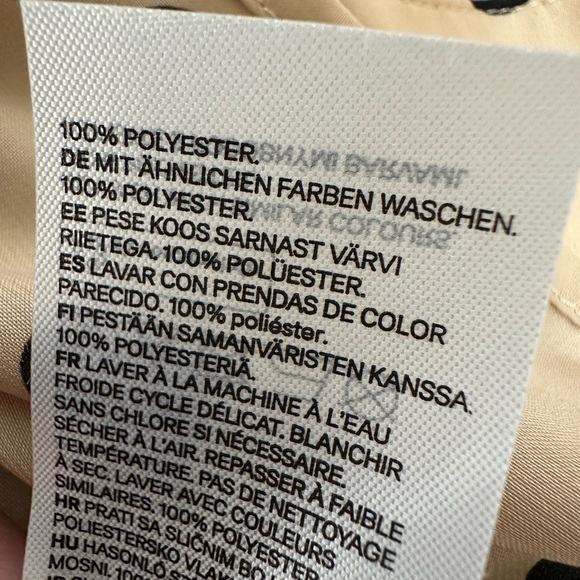 100% POLYESTER.
DE MIT ÄHNLICHEN FARBEN WASCHEN.
100% POLYESTER.
EE PESE KOOS SARNAST VÄRVI
RIIETEGA. 100% POLÜESTER.
ES LAVAR CON PRENDAS DE COLOR
PARECIDO. 100% poliéster.
FI PESTÄÄN SAMANVÄRISTEN KANSSA.
100% POLYESTERIÄ.
FR LAVER À LA MACHINE À L'EAU
FROIDE CYCLE DÉLICAT. BLANCHIR
SANS CHLORE SI NÉCESSAIRE.
SÉCHER À L'AIR. REPASSER À FAIBLE
TEMPÉRATURE. PAS DE NETTOYAGE
À SEC. LAVER AVEC COULEURS
SIMILAIRES. 100% POLYESTER
HR PRATI SA SLIČNIM
POLIESTERSKO
HU HASONLÓ
MOSNI. 100%